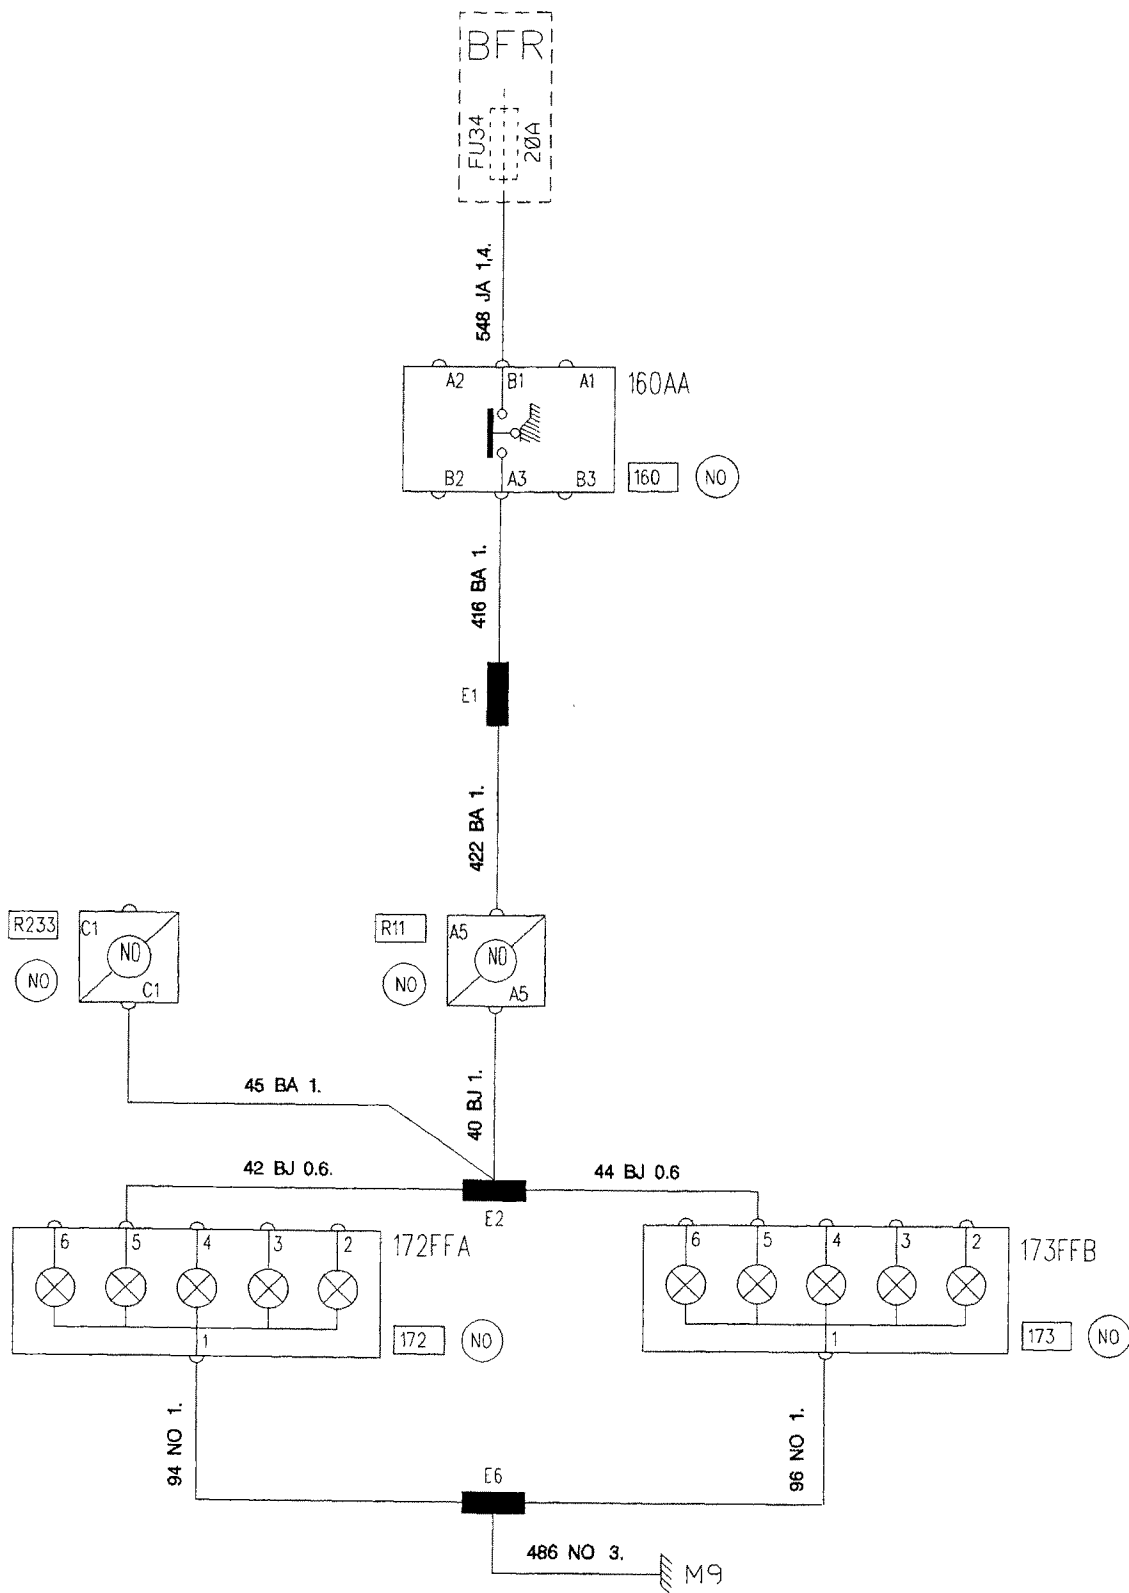 BFR
FU34
20A
548 JA 1,4.
A2 B1 A1
160AA
B2 A3 B3
160 NO
416 BA 1.
E1
422 BA 1.
R233
C1
NO
C1
NO
R11
A5
NO
A5
NO
45 BA 1.
40 BJ 1.
42 BJ 0.6.
44 BJ 0.6
E2
6 5 4 3 2
172FFA
1
172 NO
6 5 4 3 2
173FFB
1
173 NO
94 NO 1.
96 NO 1.
E6
486 NO 3.
M9